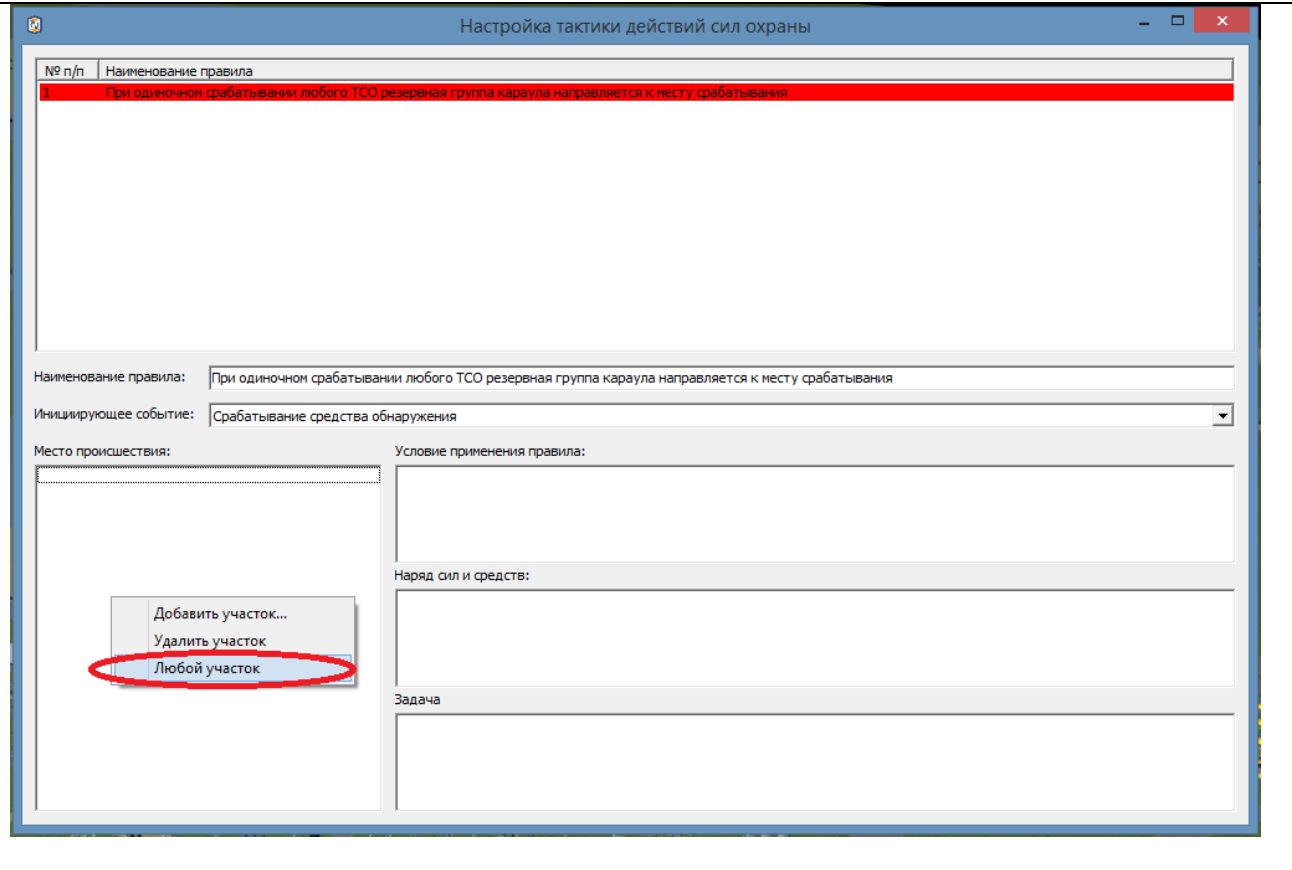 Настройка тактики действий сил охраны
№ п/п Наименование правила
1 При одиночном срабатывании любого ТСО резервная группа караула направляется к месту срабатывания
Наименование правила: При одиночном срабатывании любого ТСО резервная группа караула направляется к месту срабатывания
Инициирующее событие: Срабатывание средства обнаружения
Место происшествия: Условие применения правила:
Наряд сил и средств:
Добавить участок...
Удалить участок
Любой участок
Задача